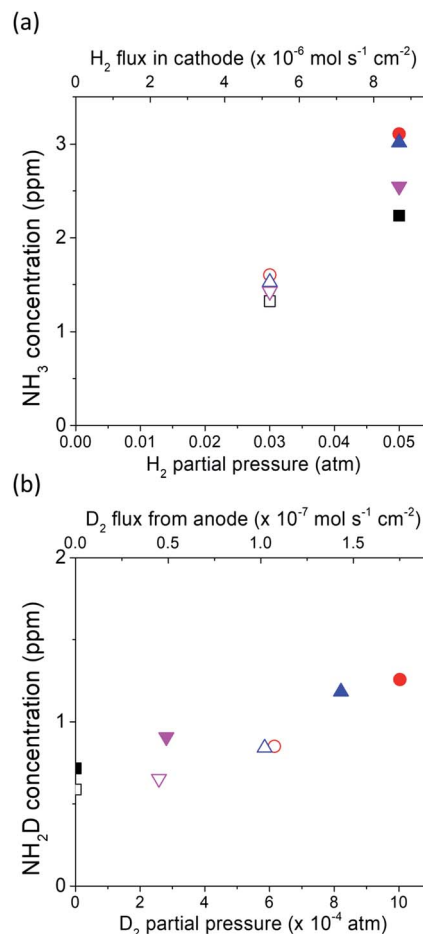 (a)
H₂ flux in cathode (x 10⁻⁶ mol s⁻¹ cm⁻²)
0 2 4 6 8
NH₃ concentration (ppm)
3
2
1
0
0.00 0.01 0.02 0.03 0.04 0.05
H₂ partial pressure (atm)
(b)
D₂ flux from anode (x 10⁻⁷ mol s⁻¹ cm⁻²)
0.0 0.5 1.0 1.5
NH₂D concentration (ppm)
2
1
0
0 2 4 6 8 10
D₂ partial pressure (x 10⁻⁴ atm)